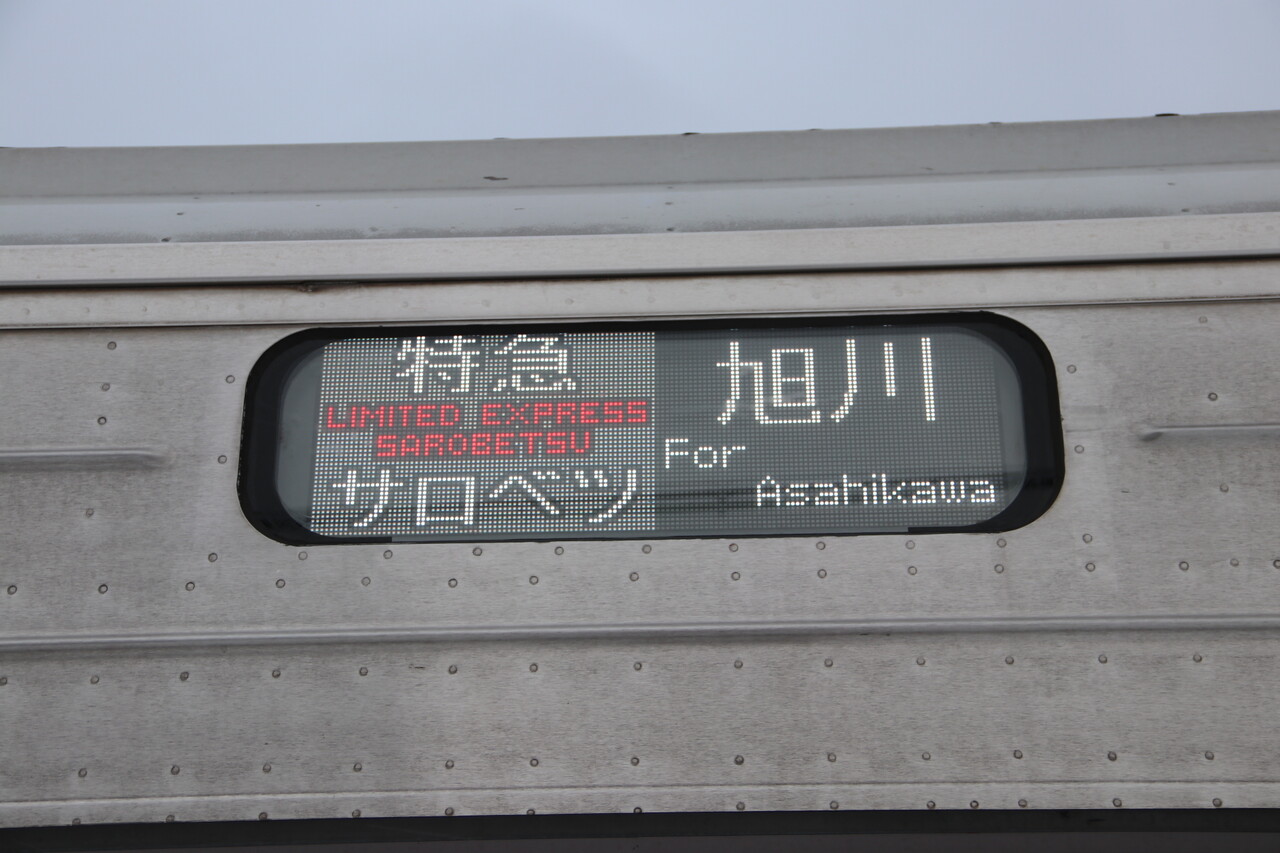 特急
LIMITED EXPRESS
SAROBETSU
サロベツ
旭川
For
Asahikawa